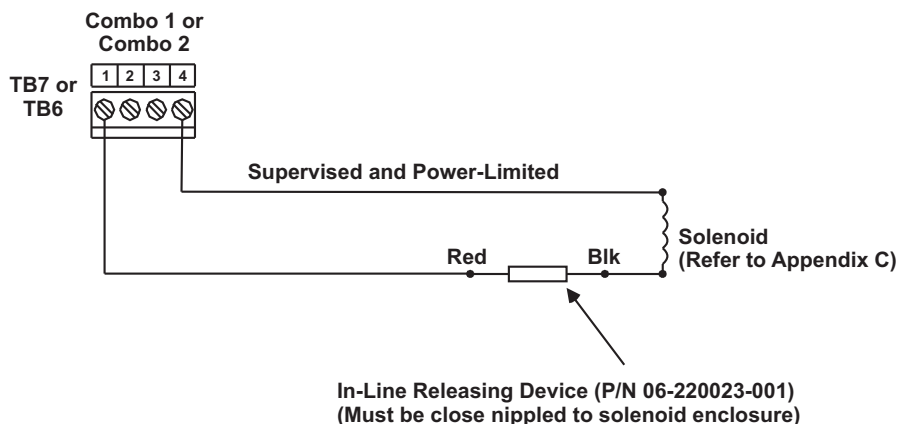 Combo 1 or
Combo 2
TB7 or
TB6
1 2 3 4
Supervised and Power-Limited
Solenoid
(Refer to Appendix C)
Red
Blk
In-Line Releasing Device (P/N 06-220023-001)
(Must be close nippled to solenoid enclosure)